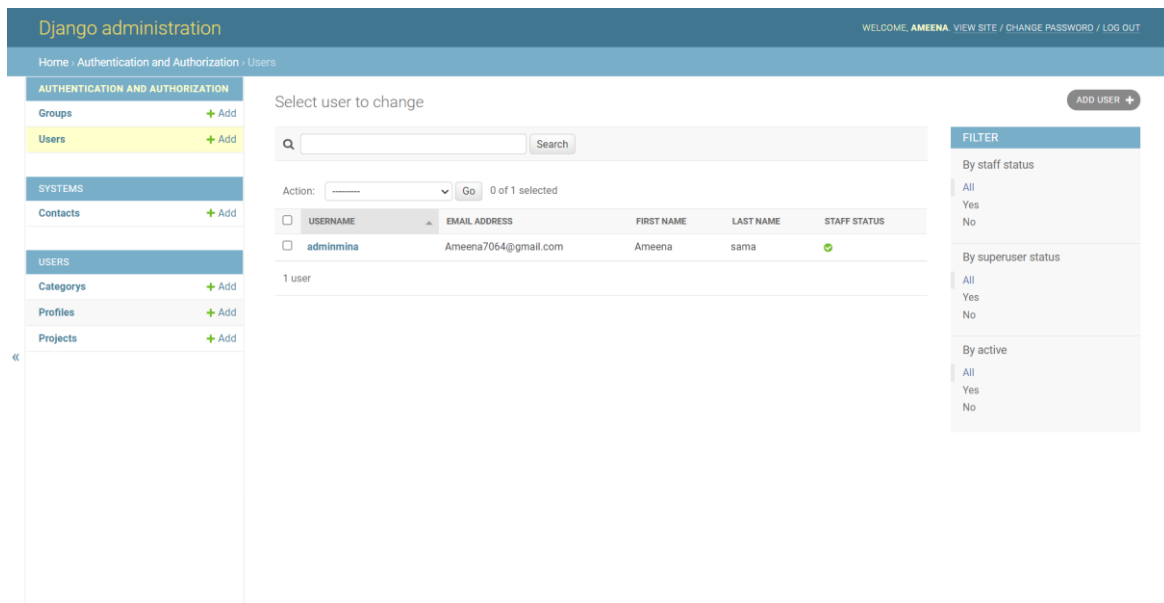 Django administration
WELCOME, AMEENA. VIEW SITE / CHANGE PASSWORD / LOG OUT
Home › Authentication and Authorization › Users
AUTHENTICATION AND AUTHORIZATION
Groups + Add
Users + Add
SYSTEMS
Contacts + Add
USERS
Categorys + Add
Profiles + Add
Projects + Add
«
Select user to change
ADD USER +
Search
Action: --------- Go 0 of 1 selected
USERNAME EMAIL ADDRESS FIRST NAME LAST NAME STAFF STATUS
adminmina Ameena7064@gmail.com Ameena sama
1 user
FILTER
By staff status
All
Yes
No
By superuser status
All
Yes
No
By active
All
Yes
No